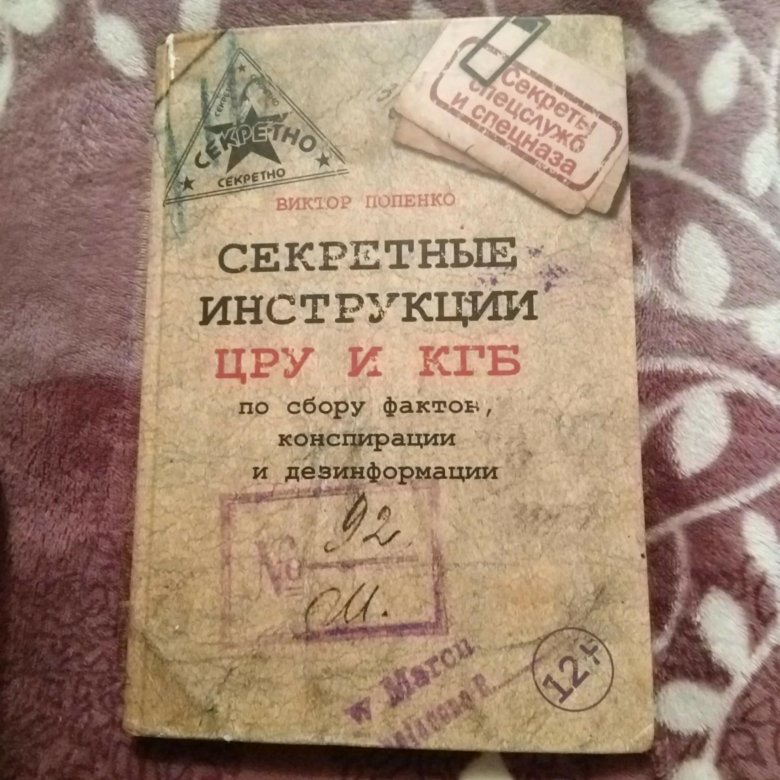 СЕКРЕТНО
СЕКРЕТНО
Секреты
спецслужб
и спецназа
ВИКТОР ПОПЕНКО
СЕКРЕТНЫЕ
ИНСТРУКЦИИ
ЦРУ И КГБ
по сбору фактов,
конспирации
и дезинформации
№ 92
w Marcu
12+